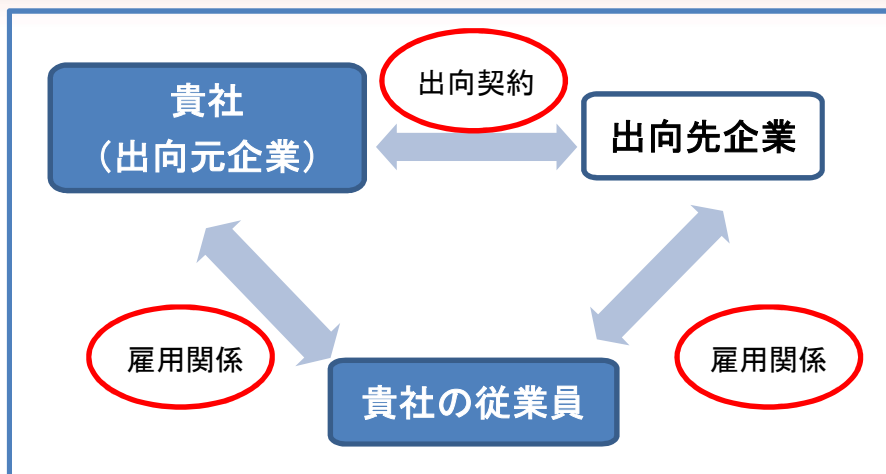 出向契約
貴社
（出向元企業）
出向先企業
雇用関係
雇用関係
貴社の従業員